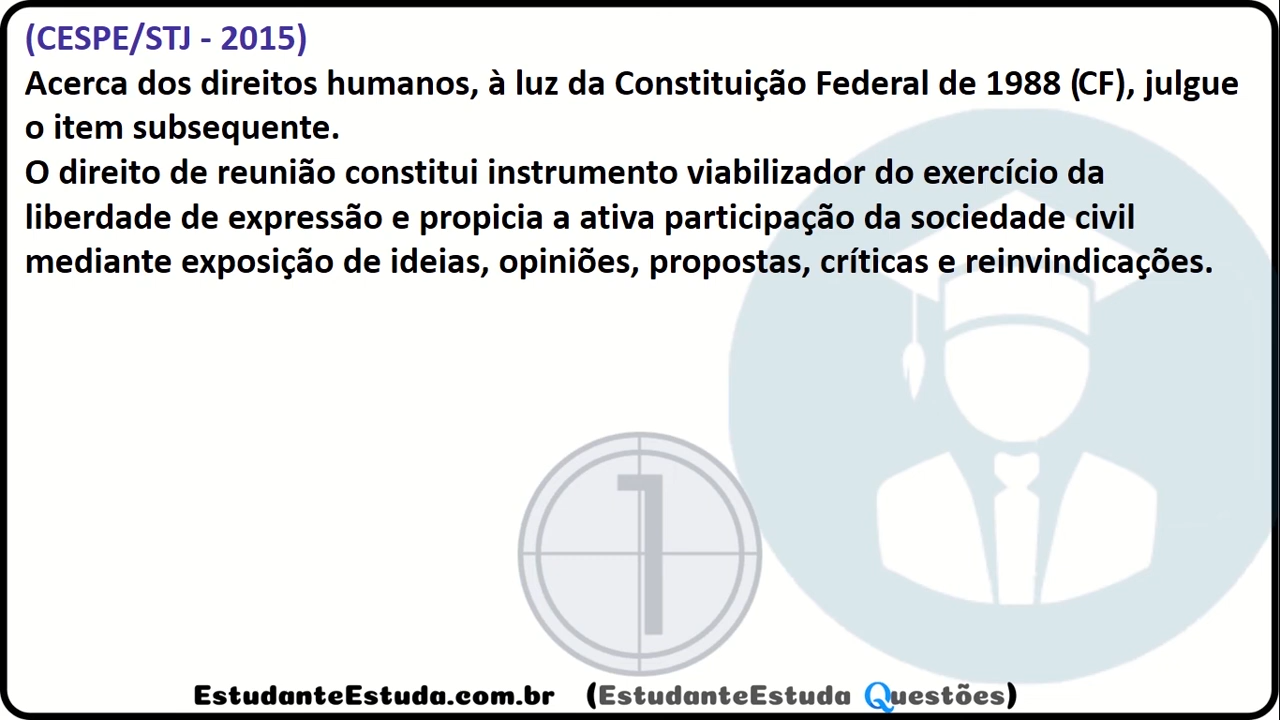 (CESPE/STJ - 2015)
Acerca dos direitos humanos, à luz da Constituição Federal de 1988 (CF), julgue
o item subsequente.
O direito de reunião constitui instrumento viabilizador do exercício da
liberdade de expressão e propicia a ativa participação da sociedade civil
mediante exposição de ideias, opiniões, propostas, críticas e reinvindicações.
1
EstudanteEstuda.com.br (EstudanteEstuda Questões)